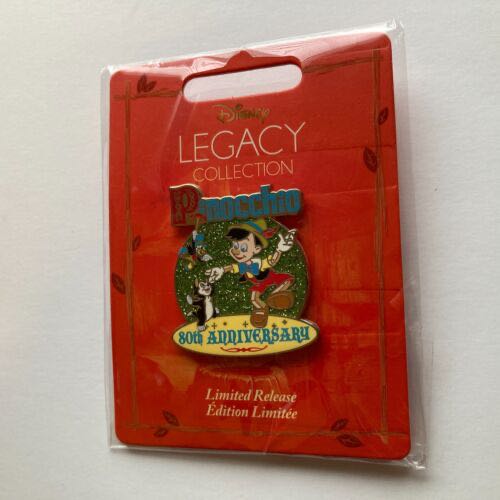 Disney
LEGACY
COLLECTION
Pinocchio
80th ANNIVERSARY
Limited Release
Édition Limitée